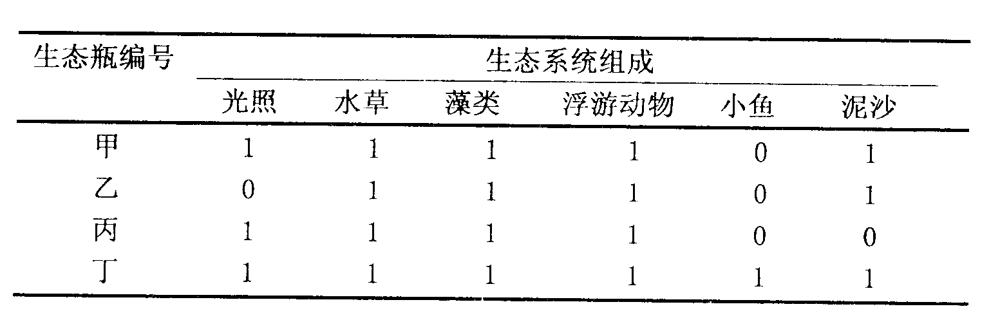 生态瓶编号 生态系统组成
光照 水草 藻类 浮游动物 小鱼 泥沙
甲 1 1 1 1 0 1
乙 0 1 1 1 0 1
丙 1 1 1 1 0 0
丁 1 1 1 1 1 1